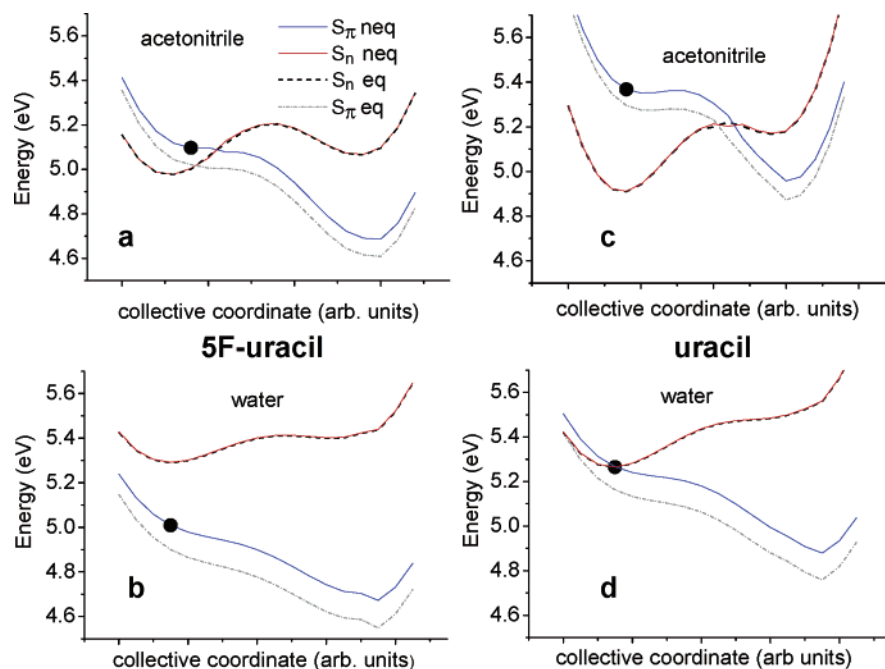 acetonitrile
Sπ neq
Sn neq
Sn eq
Sπ eq
5.6
5.4
5.2
5.0
4.8
4.6
Energy (eV)
a
collective coordinate (arb. units)
5.6
5.4
5.2
5.0
4.8
4.6
Eneergy (eV)
acetonitrile
c
collective coordinate (arb. units)
5F-uracil
uracil
5.6
5.4
5.2
5.0
4.8
4.6
Energy (eV)
water
b
collective coordinate (arb. units)
5.6
5.4
5.2
5.0
4.8
4.6
Energy (eV)
water
d
collective coordinate (arb. units)